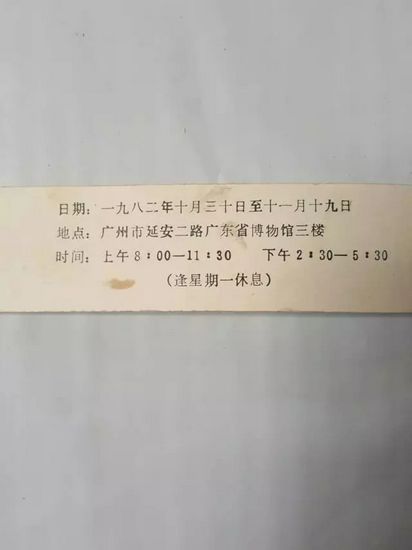 日期：一九八二年十月三十日至十一月十九日
地点：广州市延安二路广东省博物馆三楼
时间：上午8：00—11：30　下午2：30—5：30
（逢星期一休息）